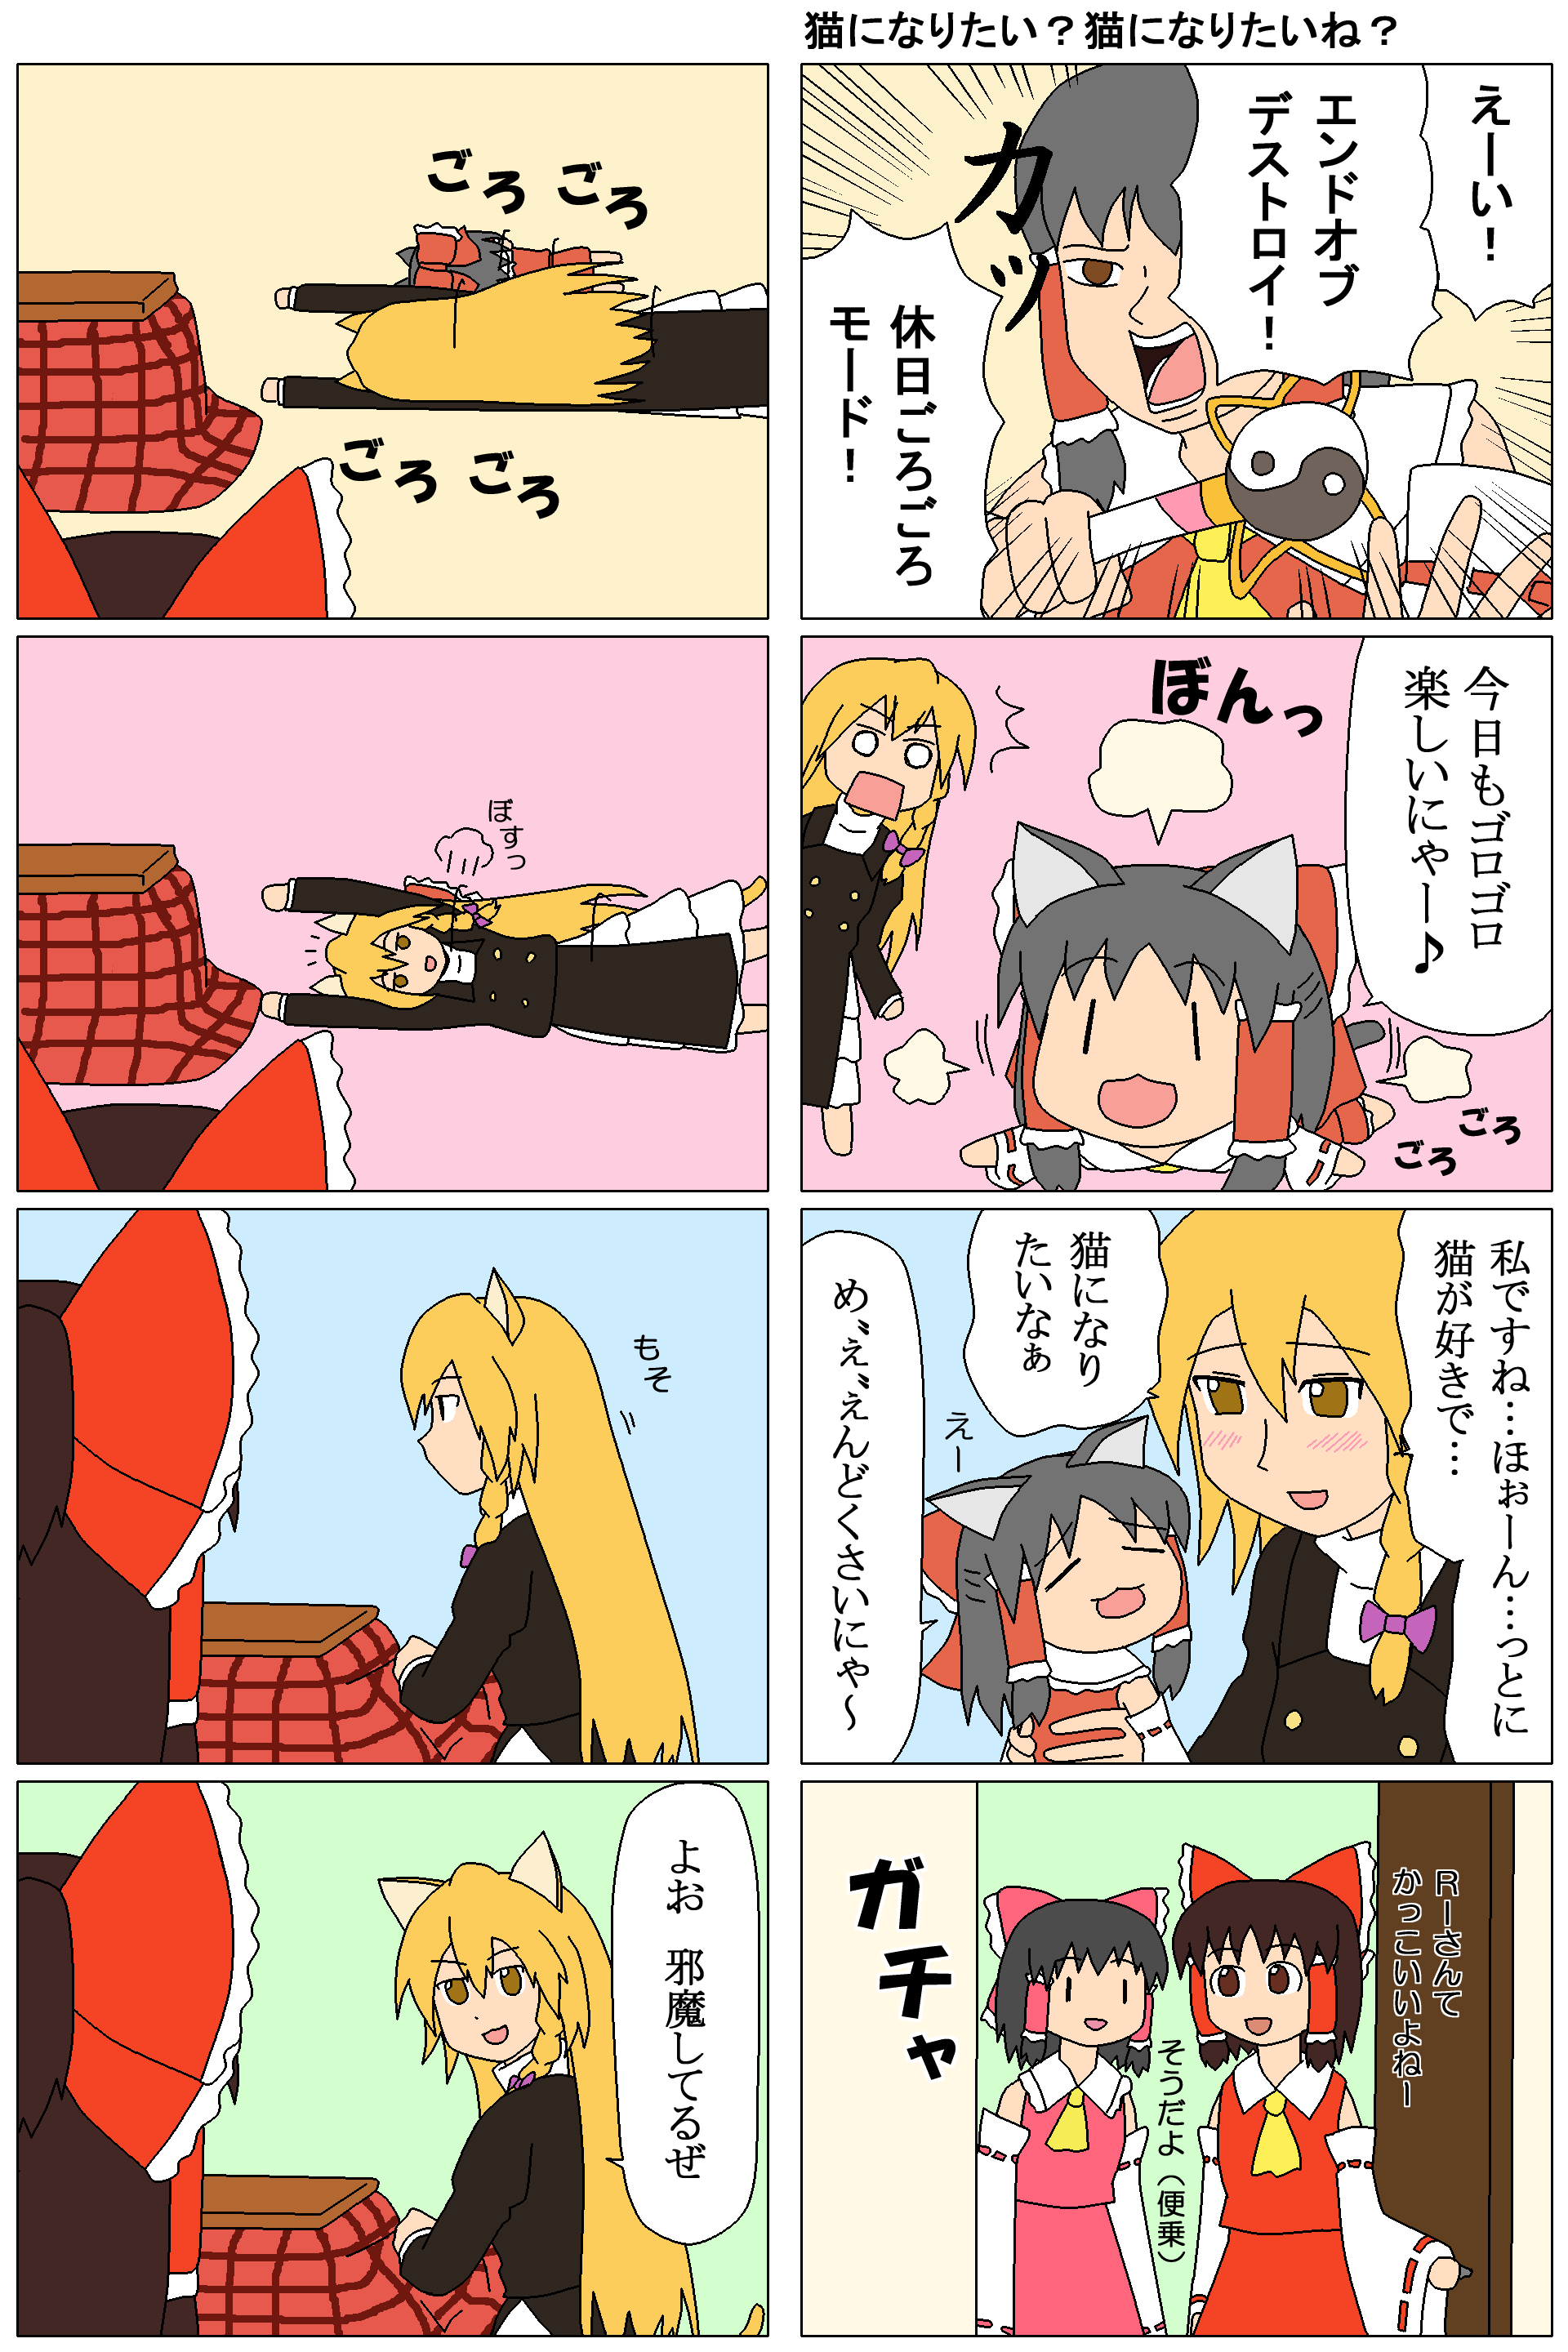 猫になりたい？猫になりたいね？
えーい！
エンドオブ
デストロイ！
カッ
休日ごろごろ
モード！
今日もゴロゴロ
楽しいにゃー♪
ぼんっ
ごろ
ごろ
私ですね…ほぉーん…っとに
猫が好きで…
猫になり
たいなぁ
えー
め゛ぇ゛ぇんどくさいにゃ～
Rーさんて
かっこいいよねー
そうだよ（便乗）
ガチャ
ごろ ごろ
ごろ ごろ
ぼすっ
もそ
よお 邪魔してるぜ